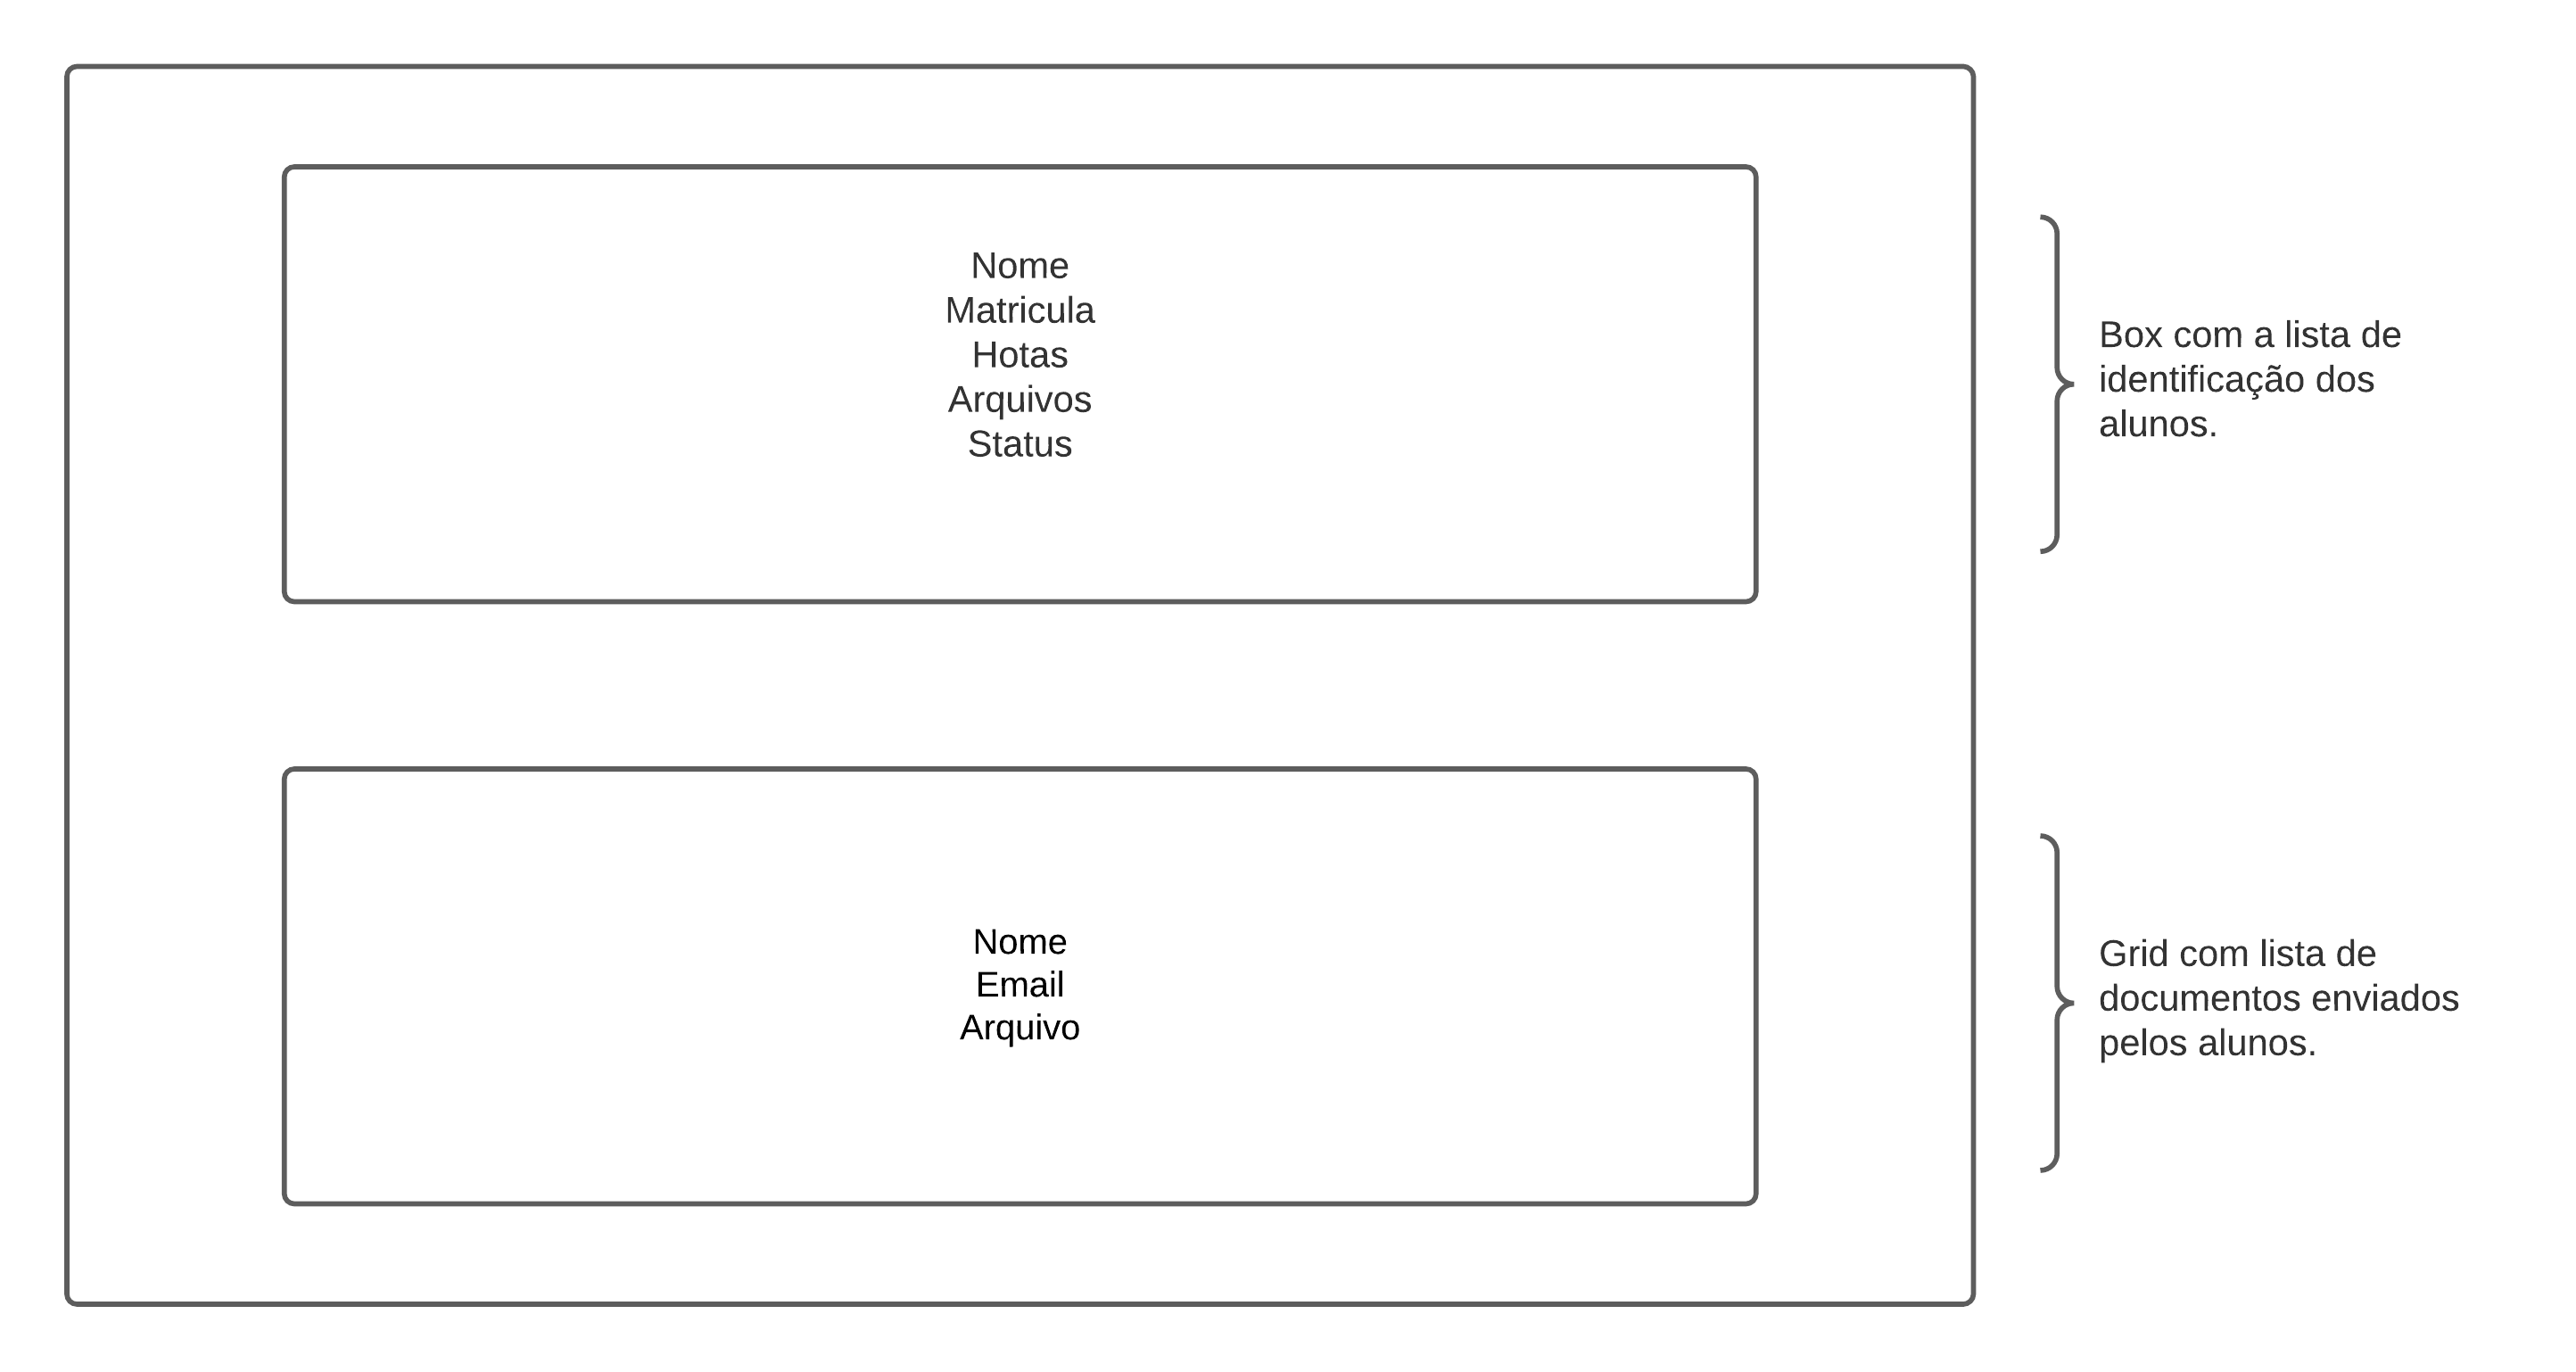 Nome
Matricula
Hotas
Arquivos
Status
Box com a lista de
identificação dos
alunos.
Nome
Email
Arquivo
Grid com lista de
documentos enviados
pelos alunos.